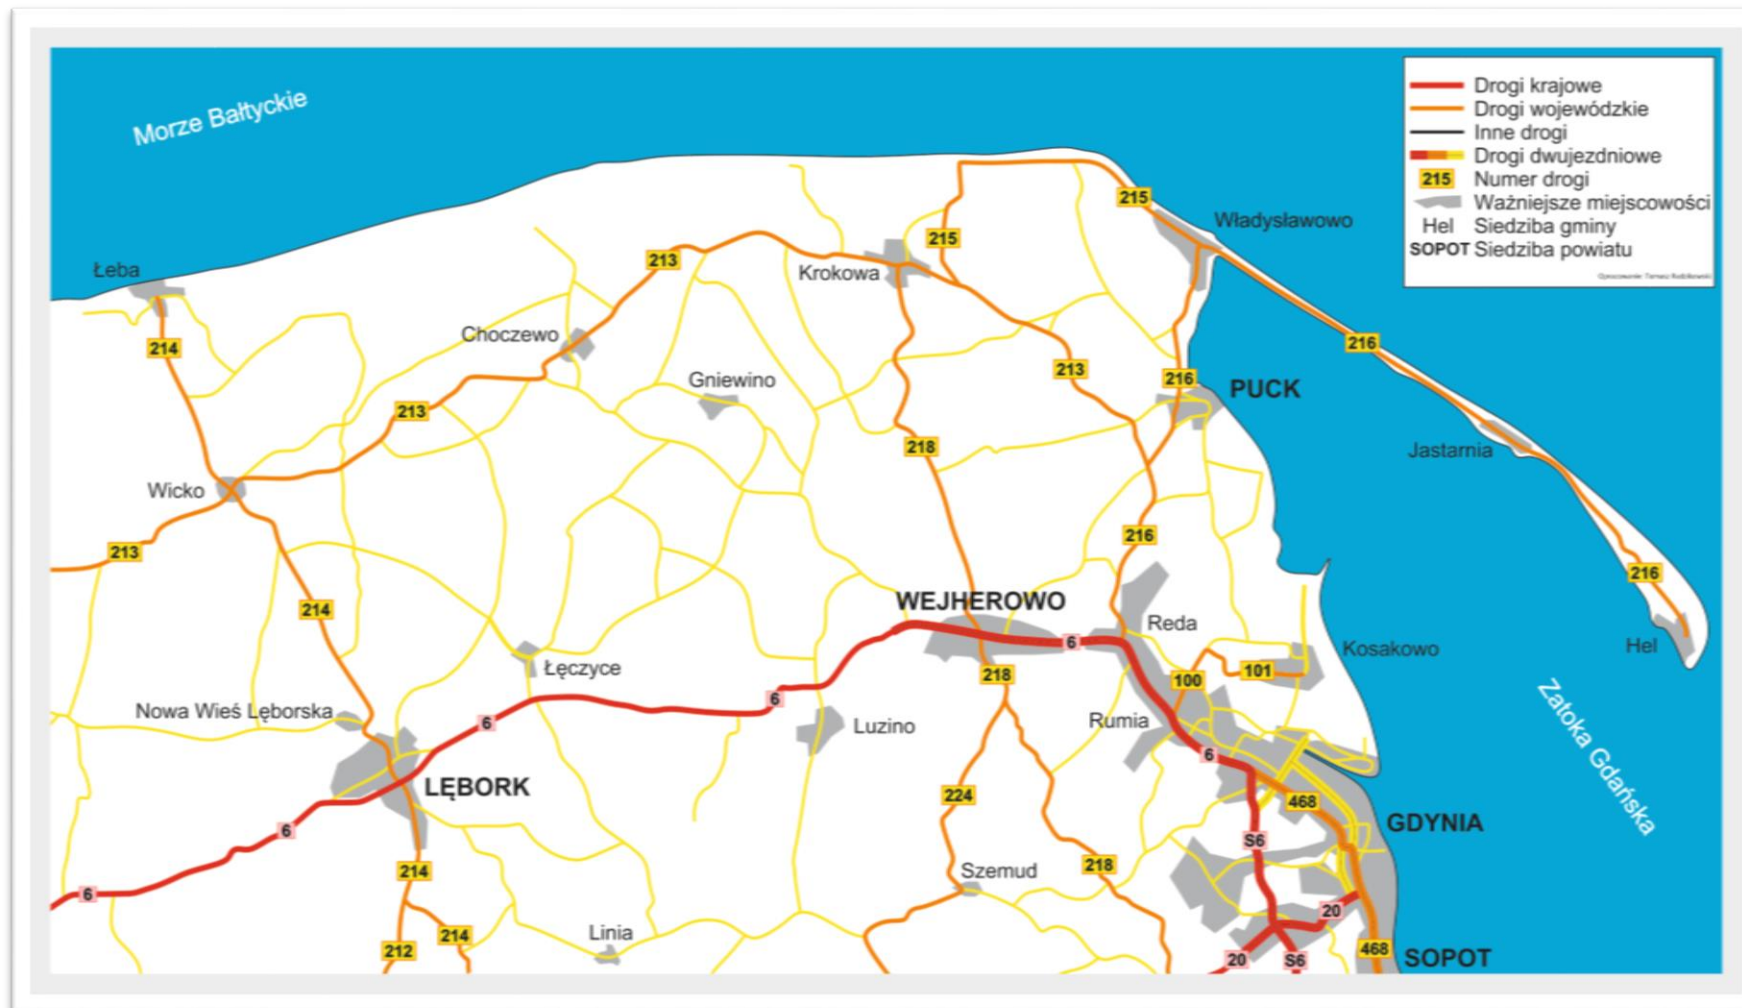 Morze Bałtyckie
Drogi krajowe
Drogi wojewódzkie
Inne drogi
Drogi dwujezdniowe
215 Numer drogi
Ważniejsze miejscowości
Hel Siedziba gminy
SOPOT Siedziba powiatu
215
Władysławowo
215
213
Krokowa
Łeba
214
Choczewo
216
213
216
Gniewino
PUCK
213
218
Jastarnia
Wicko
213
216
216
WEJHEROWO
214
Reda
6
Kosakowo
Hel
Łęczyce
218
100
101
6
Nowa Wieś Lęborska
6
Luzino
Rumia
6
Zatoka Gdańska
LĘBORK
224
468
GDYNIA
6
S6
214
Szemud
218
6
20
Linia
214
212
468
SOPOT
20
S6